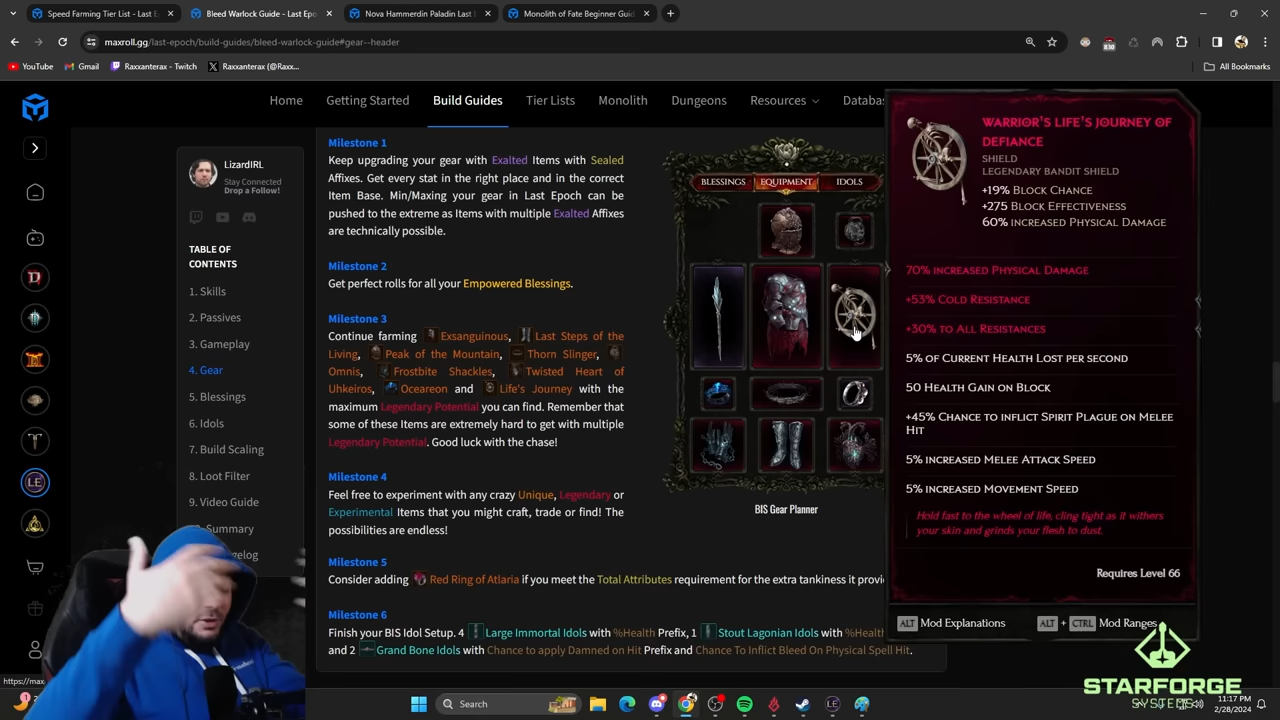 Speed Farming Tier List - Last E
Bleed Warlock Guide - Last Epo
Nova Hammerdin Paladin Last
Monolith of Fate Beginner Guid
maxroll.gg/last-epoch/build-guides/bleed-warlock-guide#gear--header
YouTube
Gmail
Raxxanterax - Twitch
Raxxanterax (@Raxx...
All Bookmarks
Home
Getting Started
Build Guides
Tier Lists
Monolith
Dungeons
Resources
Databa
LizardIRL
Stay Connected
Drop a Follow!
TABLE OF
CONTENTS
1. Skills
2. Passives
3. Gameplay
4. Gear
5. Blessings
6. Idols
7. Build Scaling
8. Loot Filter
9. Video Guide
Summary
Milestone 1
Keep upgrading your gear with Exalted Items with Sealed
Affixes. Get every stat in the right place and in the correct
Item Base. Min/Maxing your gear in Last Epoch can be
pushed to the extreme as Items with multiple Exalted Affixes
are technically possible.
Milestone 2
Get perfect rolls for all your Empowered Blessings.
Milestone 3
Continue farming Exsanguinous, Last Steps of the
Living, Peak of the Mountain, Thorn Slinger,
Omnis, Frostbite Shackles, Twisted Heart of
Uhkeiros, Oceareon and Life's Journey with the
maximum Legendary Potential you can find. Remember that
some of these Items are extremely hard to get with multiple
Legendary Potential. Good luck with the chase!
Milestone 4
Feel free to experiment with any crazy Unique, Legendary or
Experimental Items that you might craft, trade or find! The
possibilities are endless!
Milestone 5
Consider adding Red Ring of Atlaria if you meet the Total Attributes requirement for the extra tankiness it provi
Milestone 6
Finish your BIS Idol Setup. 4 Large Immortal Idols with %Health Prefix, 1 Stout Lagonian Idols with %Health
and 2 Grand Bone Idols with Chance to apply Damned on Hit Prefix and Chance To Inflict Bleed On Physical Spell Hit.
BLESSINGS
EQUIPMENT
IDOLS
BIS Gear Planner
WARRIOR'S LIFE'S JOURNEY OF
DEFIANCE
SHIELD
LEGENDARY BANDIT SHIELD
+19% BLOCK CHANCE
+275 BLOCK EFFECTIVENESS
60% INCREASED PHYSICAL DAMAGE
70% INCREASED PHYSICAL DAMAGE
+53% COLD RESISTANCE
+30% TO ALL RESISTANCES
5% OF CURRENT HEALTH LOST PER SECOND
50 HEALTH GAIN ON BLOCK
+45% CHANCE TO INFLICT SPIRIT PLAGUE ON MELEE
HIT
5% INCREASED MELEE ATTACK SPEED
5% INCREASED MOVEMENT SPEED
Hold fast to the wheel of life, cling tight as it withers
your skin and grinds your flesh to dust.
Requires Level 66
ALT Mod Explanations
ALT + CTRL Mod Ranges
STARFORGE
SYSTEMS
https://max
Search
11:17 PM
2/28/2024